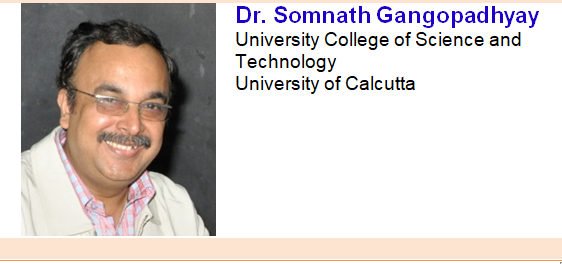 Dr. Somnath Gangopadhyay
University College of Science and
Technology
University of Calcutta